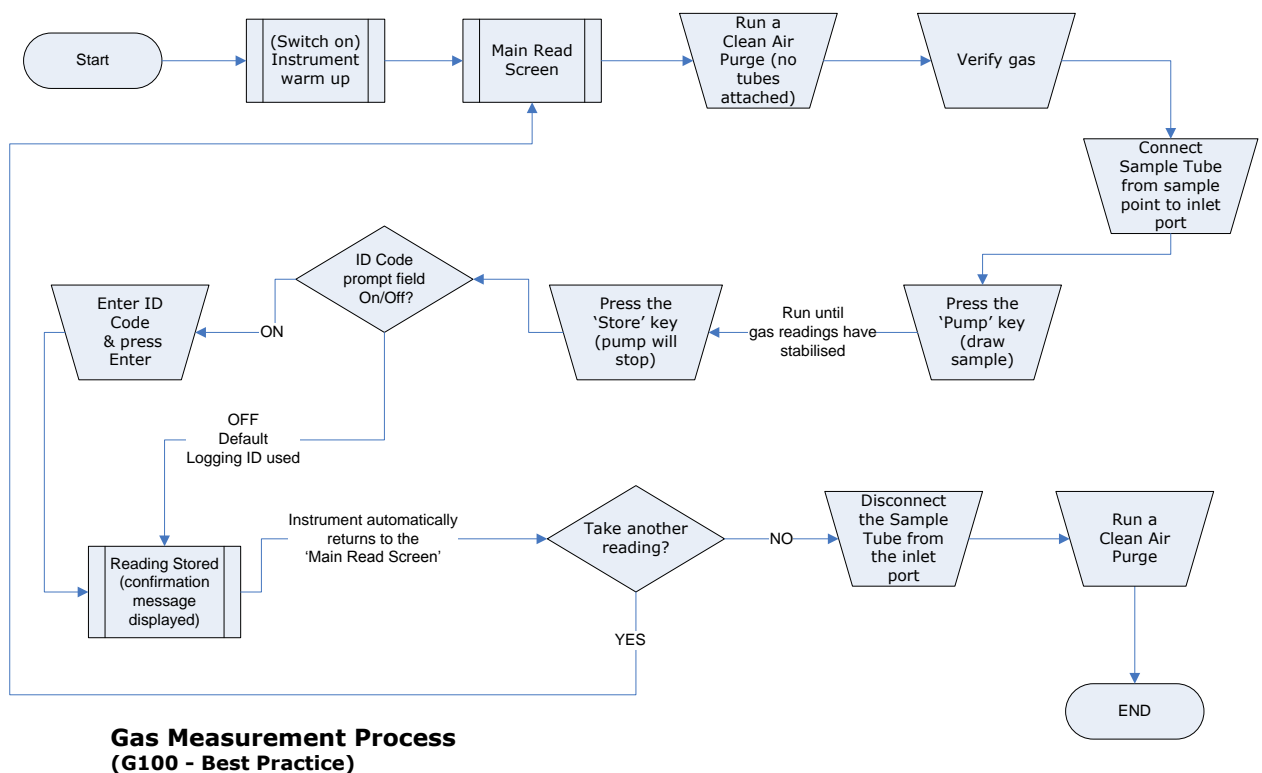 Start
(Switch on)
Instrument
warm up
Main Read
Screen
Run a
Clean Air
Purge (no
tubes
attached)
Verify gas
Connect
Sample Tube
from sample
point to inlet
port
Press the
‘Pump’ key
(draw
sample)
Run until
gas readings have
stabilised
Press the
‘Store’ key
(pump will
stop)
ID Code
prompt field
On/Off?
ON
Enter ID
Code
& press
Enter
OFF
Default
Logging ID used
Reading Stored
(confirmation
message
displayed)
Instrument automatically
returns to the
‘Main Read Screen’
Take another
reading?
YES
NO
Disconnect
the Sample
Tube from
the inlet
port
Run a
Clean Air
Purge
END
Gas Measurement Process
(G100 - Best Practice)